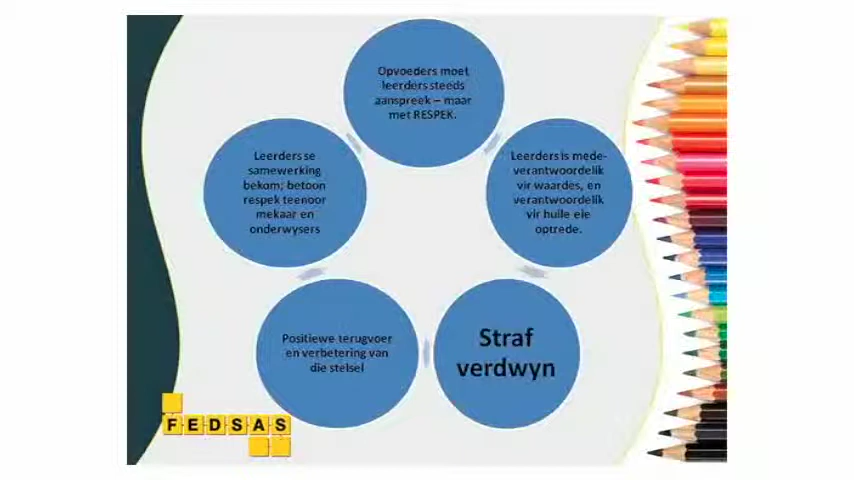 Opvoeders moet
leerders steeds
aanspreek – maar
met RESPEK.
Leerders is mede-
verantwoordelik
vir waardes, en
verantwoordelik
vir hulle eie
optrede.
Straf
verdwyn
Positiewe terugvoer
en verbetering van
die stelsel
Leerders se
samewerking
bekom; betoon
respek teenoor
mekaar en
onderwysers
FEDSAS